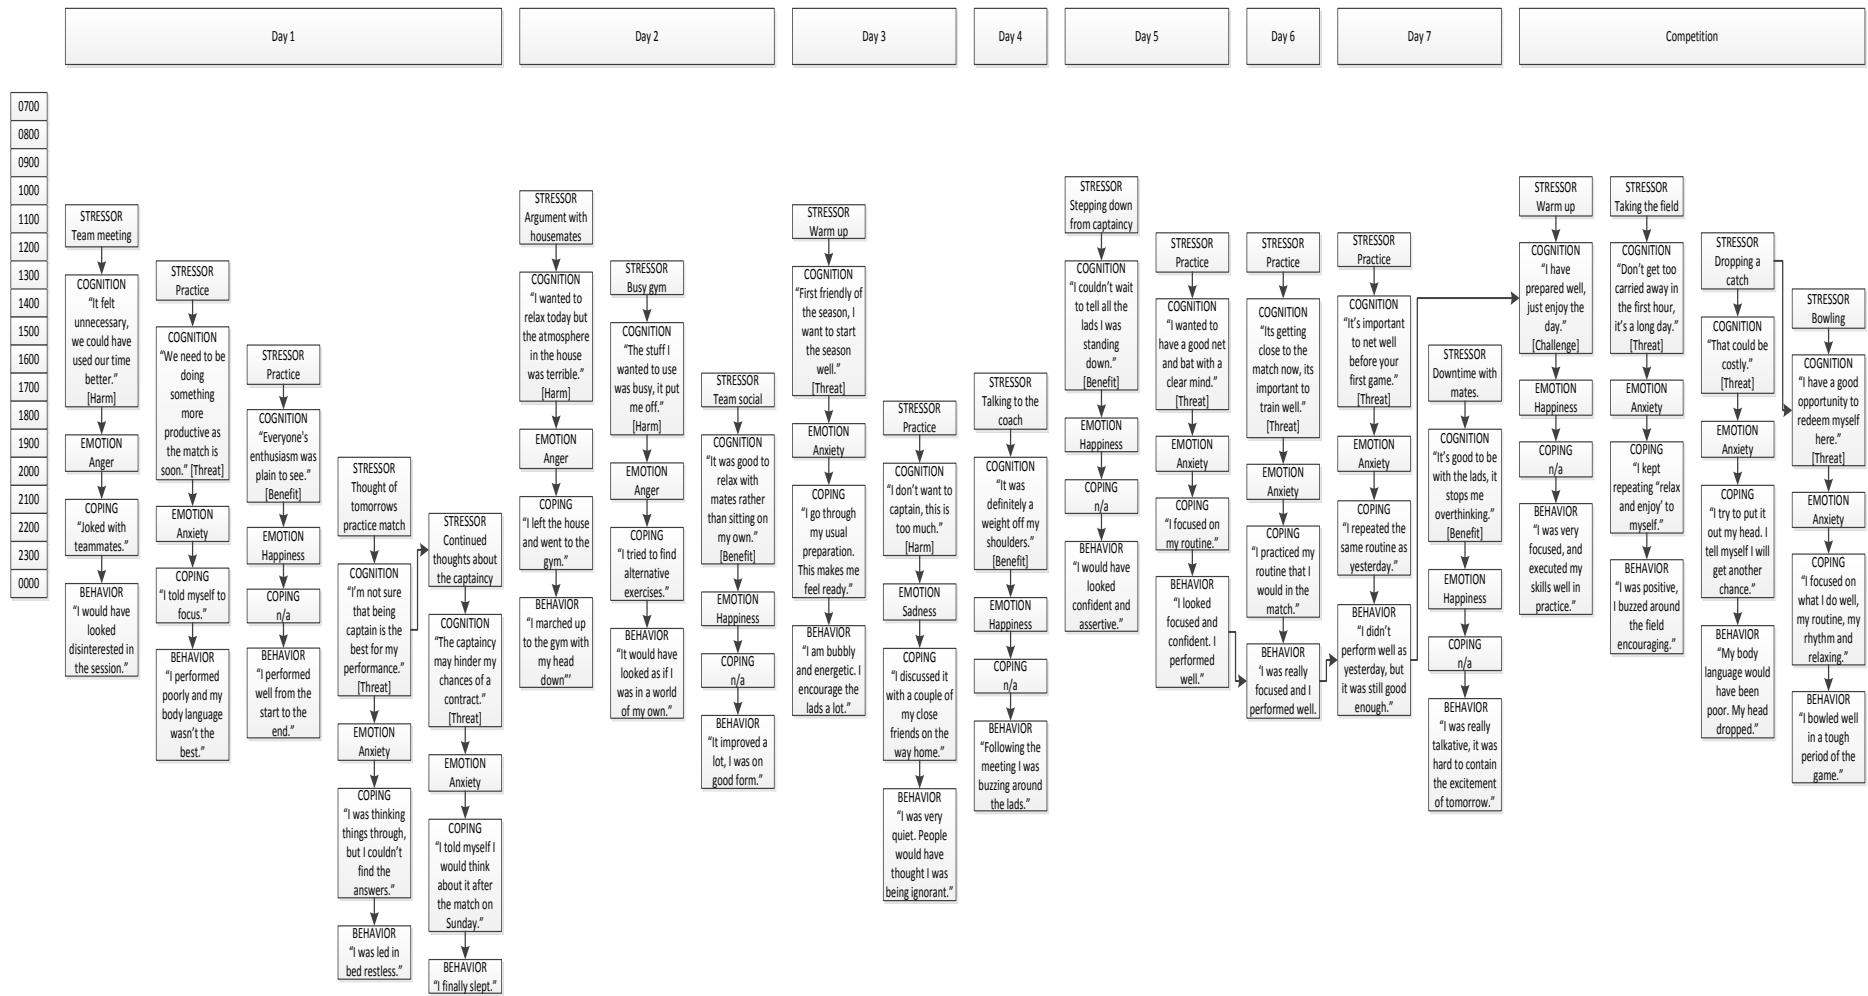 Day 1
Day 2
Day 3
Day 4
Day 5
Day 6
Day 7
Competition
0700
0800
0900
1000
1100
1200
1300
1400
1500
1600
1700
1800
1900
2000
2100
2200
2300
0000
STRESSOR
Team meeting
COGNITION
“It felt
unnecessary,
we could have
used our time
better.”
[Harm]
EMOTION
Anger
COPING
“Joked with
teammates.”
BEHAVIOR
“I would have
looked
disinterested in
the session.”
STRESSOR
Practice
COGNITION
“We need to be
doing
something
more
productive as
the match is
soon.” [Threat]
EMOTION
Anxiety
COPING
“I told myself to
focus.”
BEHAVIOR
“I performed
poorly and my
body language
wasn’t the
best.”
STRESSOR
Practice
COGNITION
“Everyone's
enthusiasm was
plain to see.”
[Benefit]
EMOTION
Happiness
COPING
n/a
BEHAVIOR
“I performed
well from the
start to the
end.”
STRESSOR
Thought of
tomorrows
practice match
COGNITION
“I’m not sure
that being
captain is the
best for my
performance.”
[Threat]
EMOTION
Anxiety
COPING
“I was thinking
things through,
but I couldn’t
find the
answers.”
BEHAVIOR
“I was led in
bed restless.”
STRESSOR
Continued
thoughts about
the captaincy
COGNITION
“The captaincy
may hinder my
chances of a
contract.”
[Threat]
EMOTION
Anxiety
COPING
“I told myself I
would think
about it after
the match on
Sunday.”
BEHAVIOR
“I finally slept.”
STRESSOR
Argument with
housemates
COGNITION
“I wanted to
relax today but
the atmosphere
in the house
was terrible.”
[Harm]
EMOTION
Anger
COPING
“I left the house
and went to the
gym.”
BEHAVIOR
“I marched up
to the gym with
my head
down”’
STRESSOR
Busy gym
COGNITION
“The stuff I
wanted to use
was busy, it put
me off.”
[Harm]
EMOTION
Anger
COPING
“I tried to find
alternative
exercises.”
BEHAVIOR
“It would have
looked as if I
was in a world
of my own.”
STRESSOR
Team social
COGNITION
“It was good to
relax with
mates rather
than sitting on
my own.”
[Benefit]
EMOTION
Happiness
COPING
n/a
BEHAVIOR
“It improved a
lot, I was on
good form.”
STRESSOR
Warm up
COGNITION
“First friendly of
the season, I
want to start
the season
well.”
[Threat]
EMOTION
Anxiety
COPING
“I go through
my usual
preparation.
This makes me
feel ready.”
BEHAVIOR
“I am bubbly
and energetic. I
encourage the
lads a lot.”
STRESSOR
Practice
COGNITION
“I don’t want to
captain, this is
too much.”
[Harm]
EMOTION
Sadness
COPING
“I discussed it
with a couple of
my close
friends on the
way home.”
BEHAVIOR
“I was very
quiet. People
would have
thought I was
being ignorant.”
STRESSOR
Talking to the
coach
COGNITION
“It was
definitely a
weight off my
shoulders.”
[Benefit]
EMOTION
Happiness
COPING
n/a
BEHAVIOR
“Following the
meeting I was
buzzing around
the lads.”
STRESSOR
Stepping down
from captaincy
COGNITION
“I couldn’t wait
to tell all the
lads I was
standing
down.”
[Benefit]
EMOTION
Happiness
COPING
n/a
BEHAVIOR
“I would have
looked
confident and
assertive.”
STRESSOR
Practice
COGNITION
“I wanted to
have a good net
and bat with a
clear mind.”
[Threat]
EMOTION
Anxiety
COPING
“I focused on
my routine.”
BEHAVIOR
“I looked
focused and
confident. I
performed
well.”
STRESSOR
Practice
COGNITION
“Its getting
close to the
match now, its
important to
train well.”
[Threat]
EMOTION
Anxiety
COPING
“I practiced my
routine that I
would in the
match.”
BEHAVIOR
‘I was really
focused and I
performed well.
STRESSOR
Practice
COGNITION
“It’s important
to net well
before your
first game.”
[Threat]
EMOTION
Anxiety
COPING
“I repeated the
same routine as
yesterday.”
BEHAVIOR
“I didn’t
perform well as
yesterday, but
it was still good
enough.”
STRESSOR
Downtime with
mates.
COGNITION
“It’s good to be
with the lads, it
stops me
overthinking.”
[Benefit]
EMOTION
Happiness
COPING
n/a
BEHAVIOR
“I was really
talkative, it was
hard to contain
the excitement
of tomorrow.”
STRESSOR
Warm up
COGNITION
“I have
prepared well,
just enjoy the
day.”
[Challenge]
EMOTION
Happiness
COPING
n/a
BEHAVIOR
“I was very
focused, and
executed my
skills well in
practice.”
STRESSOR
Taking the field
COGNITION
“Don’t get too
carried away in
the first hour,
it’s a long day.”
[Threat]
EMOTION
Anxiety
COPING
“I kept
repeating “relax
and enjoy’ to
myself.”
BEHAVIOR
“I was positive,
I buzzed around
the field
encouraging.”
STRESSOR
Dropping a
catch
COGNITION
“That could be
costly.”
[Threat]
EMOTION
Anxiety
COPING
“I try to put it
out my head. I
tell myself I will
get another
chance.”
BEHAVIOR
“My body
language would
have been
poor. My head
dropped.”
STRESSOR
Bowling
COGNITION
“I have a good
opportunity to
redeem myself
here.”
[Threat]
EMOTION
Anxiety
COPING
“I focused on
what I do well,
my routine, my
rhythm and
relaxing.”
BEHAVIOR
“I bowled well
in a tough
period of the
game.”